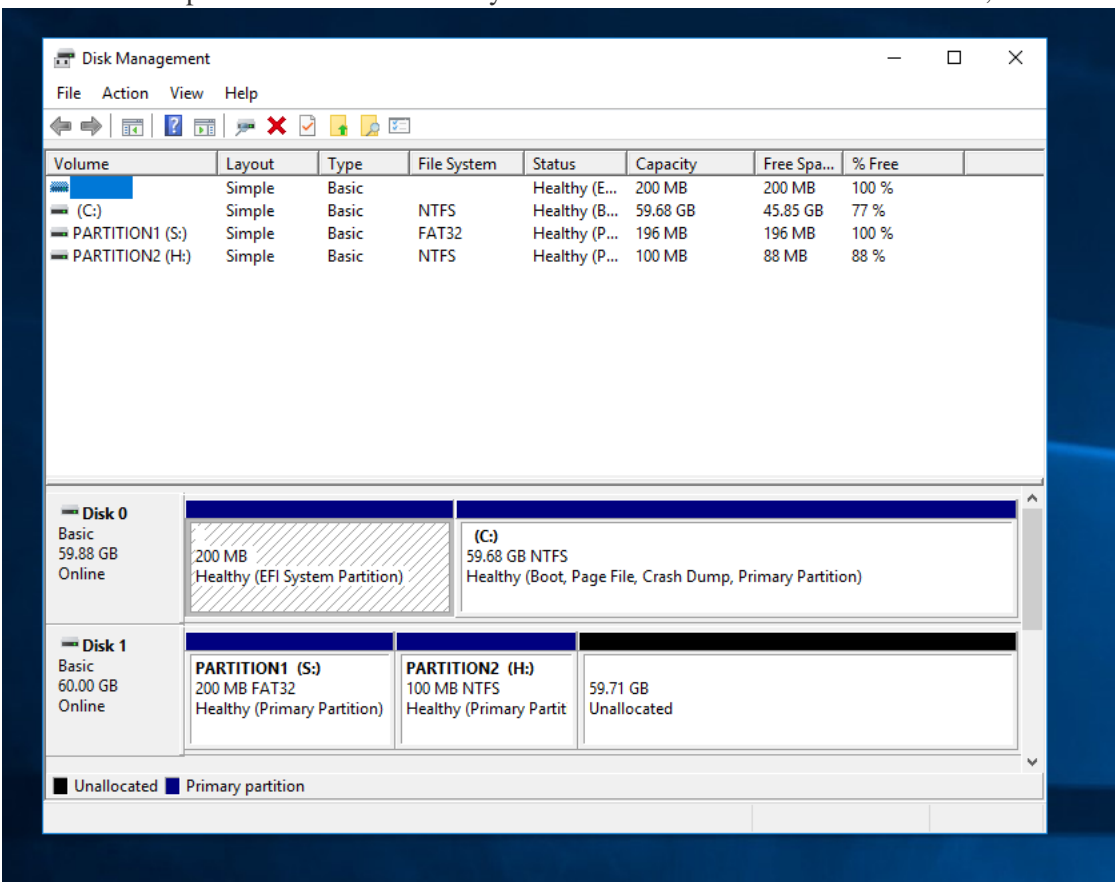 Disk Management
File Action View Help
Volume Layout Type File System Status Capacity Free Spa... % Free
Simple Basic Healthy (E... 200 MB 200 MB 100 %
(C:) Simple Basic NTFS Healthy (B... 59.68 GB 45.85 GB 77 %
PARTITION1 (S:) Simple Basic FAT32 Healthy (P... 196 MB 196 MB 100 %
PARTITION2 (H:) Simple Basic NTFS Healthy (P... 100 MB 88 MB 88 %
Disk 0
Basic
59.88 GB
Online
200 MB
Healthy (EFI System Partition)
(C:)
59.68 GB NTFS
Healthy (Boot, Page File, Crash Dump, Primary Partition)
Disk 1
Basic
60.00 GB
Online
PARTITION1 (S:)
200 MB FAT32
Healthy (Primary Partition)
PARTITION2 (H:)
100 MB NTFS
Healthy (Primary Partit
59.71 GB
Unallocated
Unallocated Primary partition